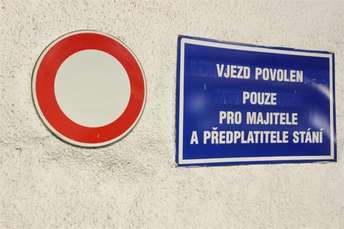 VJEZD POVOLEN
POUZE
PRO MAJITELE
A PŘEDPLATITELE STÁNÍ